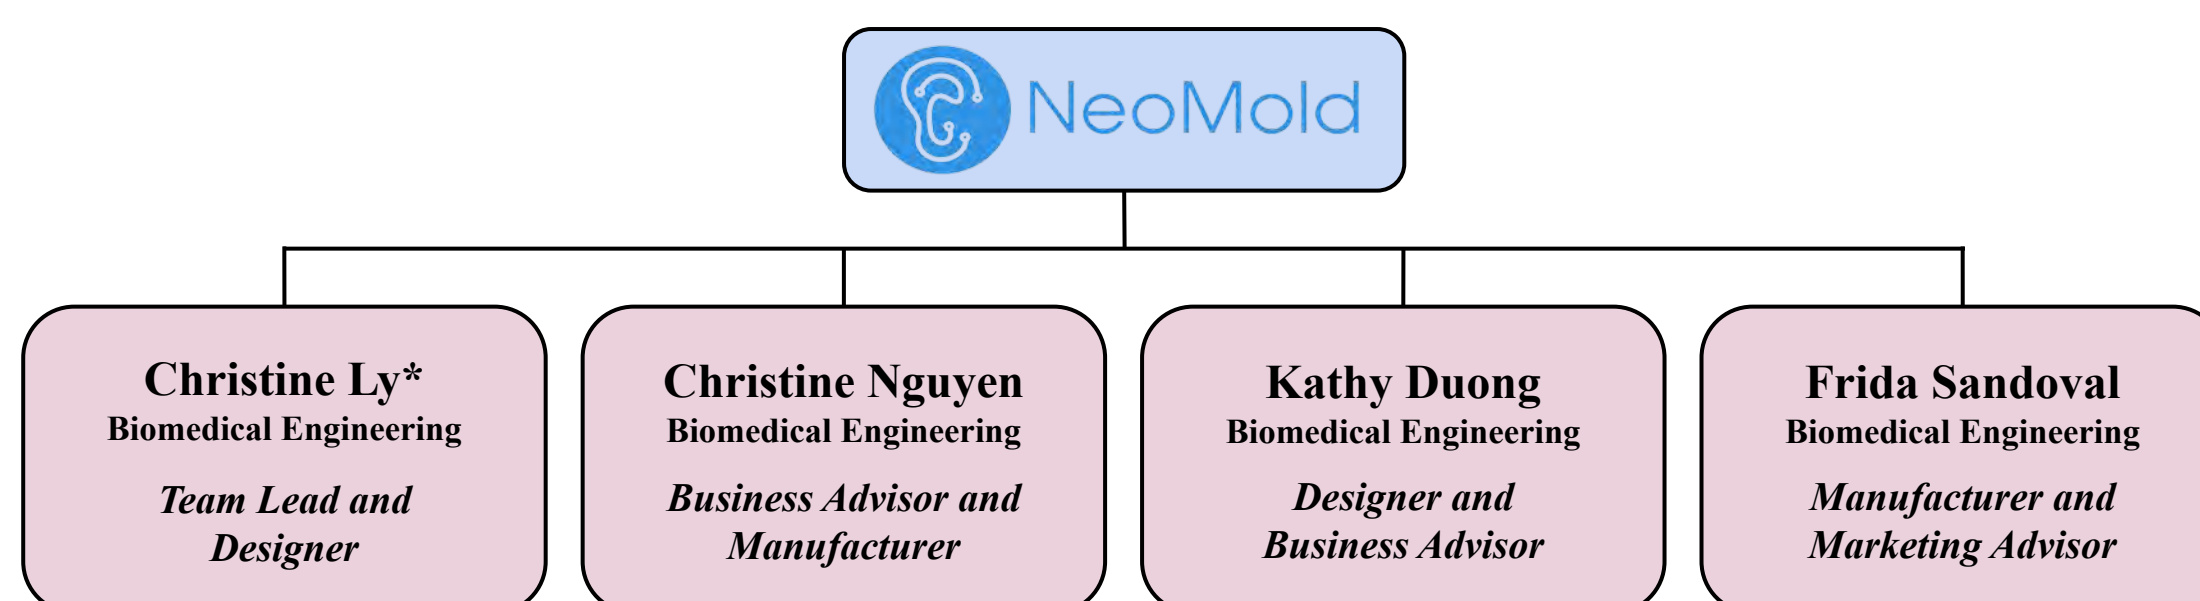 NeoMold
Christine Ly*
Biomedical Engineering
Team Lead and
Designer
Christine Nguyen
Biomedical Engineering
Business Advisor and
Manufacturer
Kathy Duong
Biomedical Engineering
Designer and
Business Advisor
Frida Sandoval
Biomedical Engineering
Manufacturer and
Marketing Advisor